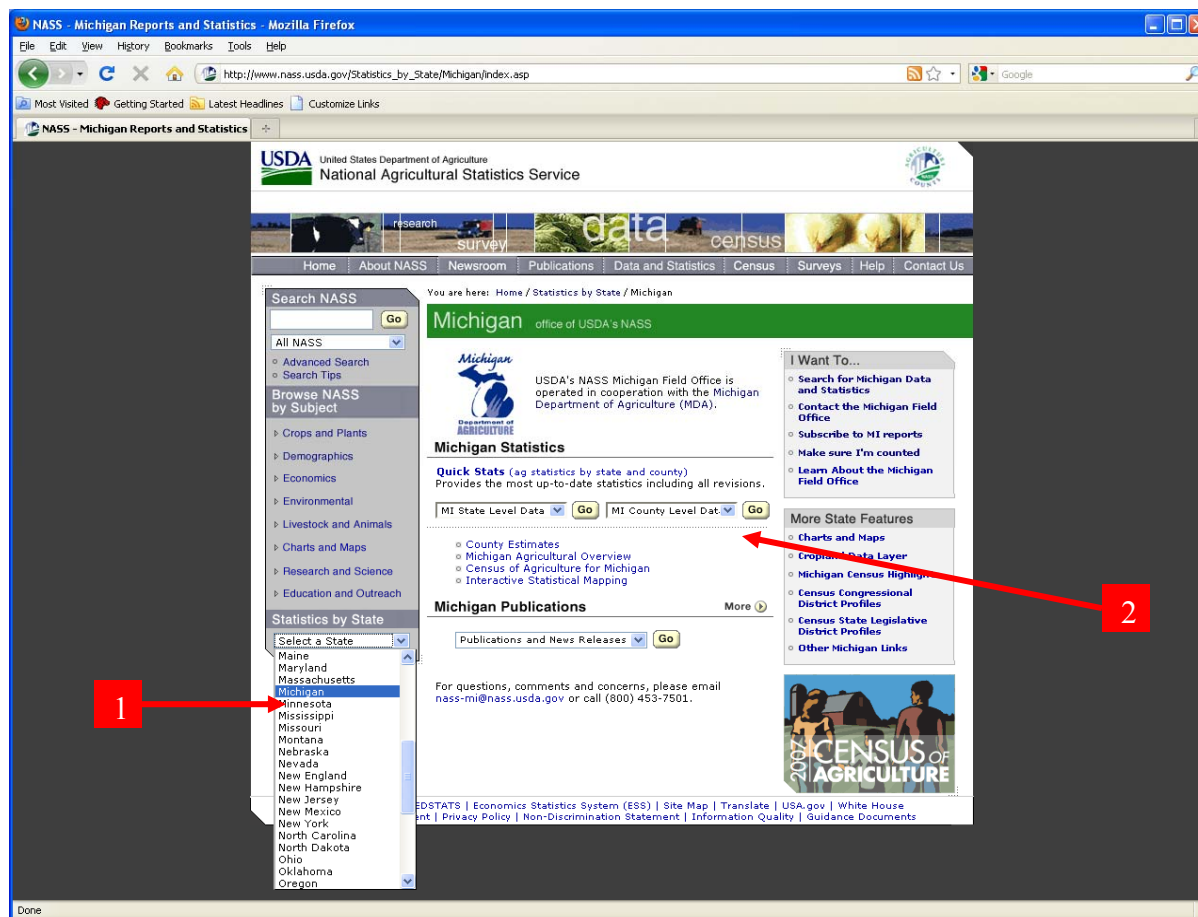 NASS - Michigan Reports and Statistics - Mozilla Firefox
File Edit View History Bookmarks Tools Help
http://www.nass.usda.gov/Statistics_by_State/Michigan/index.asp
Google
Most Visited Getting Started Latest Headlines Customize Links
NASS - Michigan Reports and Statistics
USDA United States Department of Agriculture
National Agricultural Statistics Service
AGRICULTURE NASS COUNTS
research survey data census
Home About NASS Newsroom Publications Data and Statistics Census Surveys Help Contact Us
Search NASS
Go
All NASS
Advanced Search
Search Tips
Browse NASS
by Subject
Crops and Plants
Demographics
Economics
Environmental
Livestock and Animals
Charts and Maps
Research and Science
Education and Outreach
Statistics by State
Select a State
Maine
Maryland
Massachusetts
Michigan
Minnesota
Mississippi
Missouri
Montana
Nebraska
Nevada
New England
New Hampshire
New Jersey
New Mexico
New York
North Carolina
North Dakota
Ohio
Oklahoma
Oregon
1
You are here: Home / Statistics by State / Michigan
Michigan office of USDA's NASS
Michigan
Department of
AGRICULTURE
USDA's NASS Michigan Field Office is
operated in cooperation with the Michigan
Department of Agriculture (MDA).
Michigan Statistics
Quick Stats (ag statistics by state and county)
Provides the most up-to-date statistics including all revisions.
MI State Level Data Go MI County Level Dat Go
County Estimates
Michigan Agricultural Overview
Census of Agriculture for Michigan
Interactive Statistical Mapping
Michigan Publications More
Publications and News Releases Go
For questions, comments and concerns, please email
nass-mi@nass.usda.gov or call (800) 453-7501.
I Want To...
Search for Michigan Data
and Statistics
Contact the Michigan Field
Office
Subscribe to MI reports
Make sure I'm counted
Learn About the Michigan
Field Office
More State Features
Charts and Maps
Cropland Data Layer
Michigan Census Highligh
Census Congressional
District Profiles
Census State Legislative
District Profiles
Other Michigan Links
2
2007 CENSUS OF
AGRICULTURE
EDSTATS | Economics Statistics System (ESS) | Site Map | Translate | USA.gov | White House
ent | Privacy Policy | Non-Discrimination Statement | Information Quality | Guidance Documents
Done